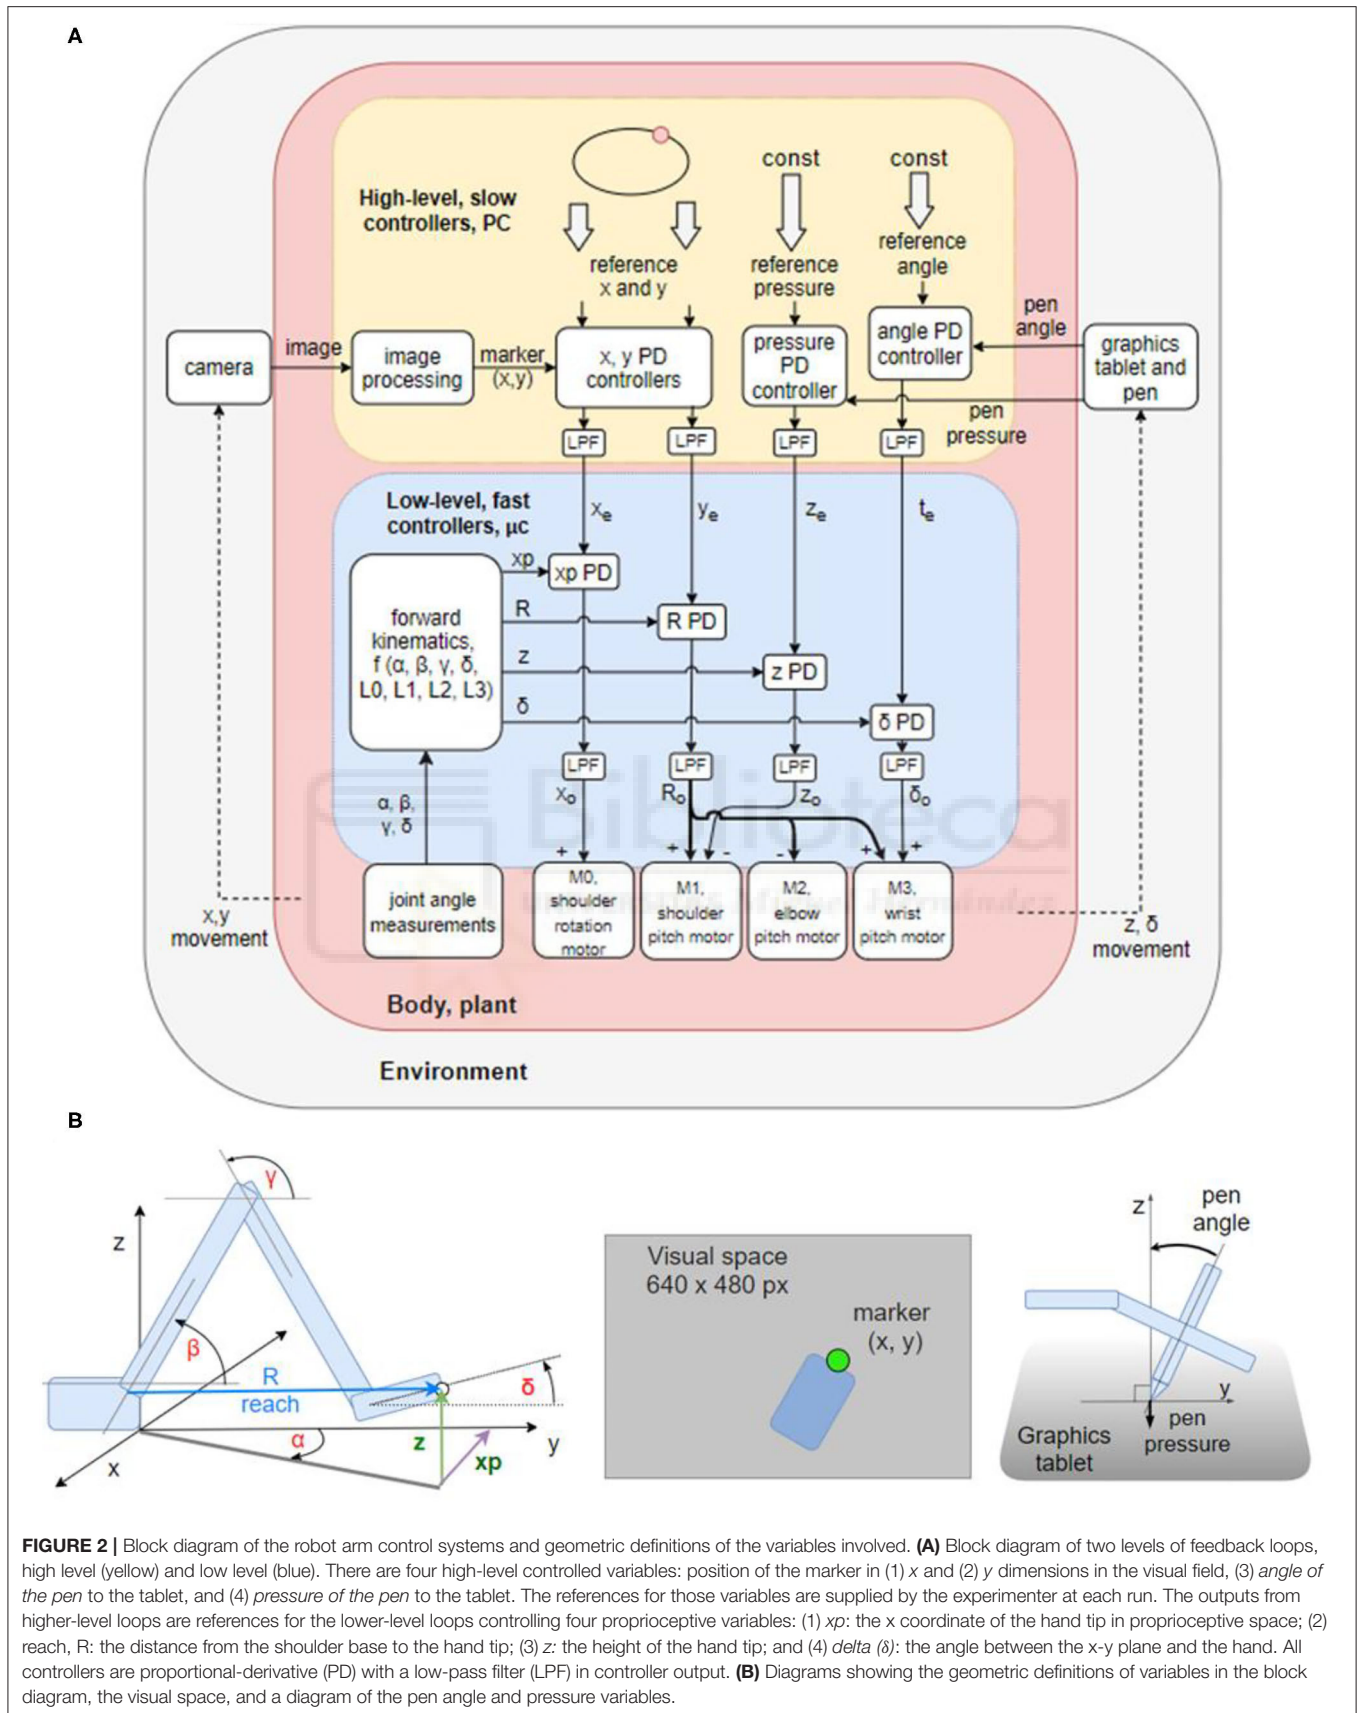 A
High-level, slow
controllers, PC
const
const
reference
x and y
reference
pressure
reference
angle
camera
image
image
processing
marker
(x,y)
x, y PD
controllers
pressure
PD
controller
angle PD
controller
pen
angle
pen
pressure
graphics
tablet and
pen
LPF
LPF
LPF
LPF
Low-level, fast
controllers, μc
xₑ
yₑ
zₑ
tₑ
forward
kinematics,
f (α, β, γ, δ,
L0, L1, L2, L3)
xp
R
z
δ
xp PD
R PD
z PD
δ PD
LPF
LPF
LPF
LPF
xₒ
Rₒ
zₒ
δₒ
α, β,
γ, δ
+
+
-
-
+
+
joint angle
measurements
M0,
shoulder
rotation
motor
M1,
shoulder
pitch motor
M2,
elbow
pitch motor
M3,
wrist
pitch motor
x,y
movement
z, δ
movement
Biblioteca
UNIVERSITAS Miguel Hernández
Body, plant
Environment
B
z
γ
β
R
reach
α
x
z
xp
y
δ
Visual space
640 x 480 px
marker
(x, y)
z
pen
angle
y
pen
pressure
Graphics
tablet
FIGURE 2 | Block diagram of the robot arm control systems and geometric definitions of the variables involved. (A) Block diagram of two levels of feedback loops,
high level (yellow) and low level (blue). There are four high-level controlled variables: position of the marker in (1) x and (2) y dimensions in the visual field, (3) angle of
the pen to the tablet, and (4) pressure of the pen to the tablet. The references for those variables are supplied by the experimenter at each run. The outputs from
higher-level loops are references for the lower-level loops controlling four proprioceptive variables: (1) xp: the x coordinate of the hand tip in proprioceptive space; (2)
reach, R: the distance from the shoulder base to the hand tip; (3) z: the height of the hand tip; and (4) delta (δ): the angle between the x-y plane and the hand. All
controllers are proportional-derivative (PD) with a low-pass filter (LPF) in controller output. (B) Diagrams showing the geometric definitions of variables in the block
diagram, the visual space, and a diagram of the pen angle and pressure variables.